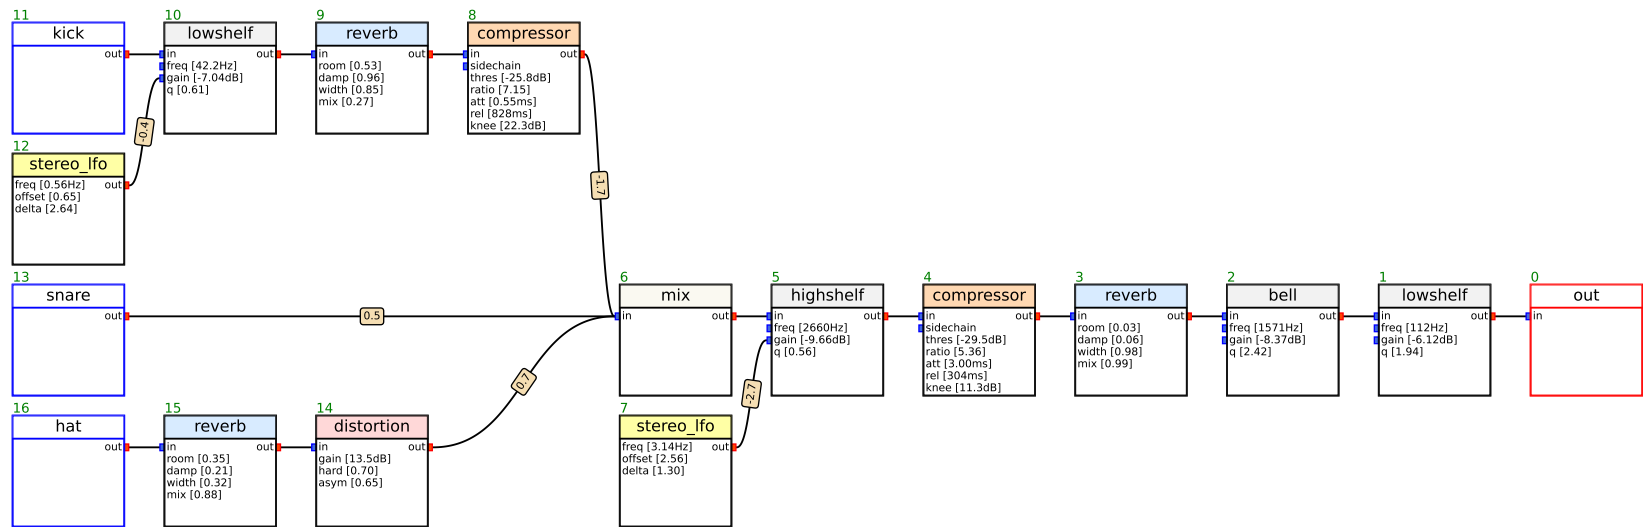 11
kick
out
10
lowshelf
in out
freq [42.2Hz]
gain [-7.04dB]
q [0.61]
9
reverb
in out
room [0.53]
damp [0.96]
width [0.85]
mix [0.27]
8
compressor
in out
sidechain
thres [-25.8dB]
ratio [7.15]
att [0.55ms]
rel [828ms]
knee [22.3dB]
-0.4
12
stereo_lfo
freq [0.56Hz] out
offset [0.65]
delta [2.64]
-1.7
13
snare
out
0.5
6
mix
in out
5
highshelf
in out
freq [2660Hz]
gain [-9.66dB]
q [0.56]
4
compressor
in out
sidechain
thres [-29.5dB]
ratio [5.36]
att [3.00ms]
rel [304ms]
knee [11.3dB]
3
reverb
in out
room [0.03]
damp [0.06]
width [0.98]
mix [0.99]
2
bell
in out
freq [1571Hz]
gain [-8.37dB]
q [2.42]
1
lowshelf
in out
freq [112Hz]
gain [-6.12dB]
q [1.94]
0
out
in
0.7
-2.7
16
hat
out
15
reverb
in out
room [0.35]
damp [0.21]
width [0.32]
mix [0.88]
14
distortion
in out
gain [13.5dB]
hard [0.70]
asym [0.65]
7
stereo_lfo
freq [3.14Hz] out
offset [2.56]
delta [1.30]